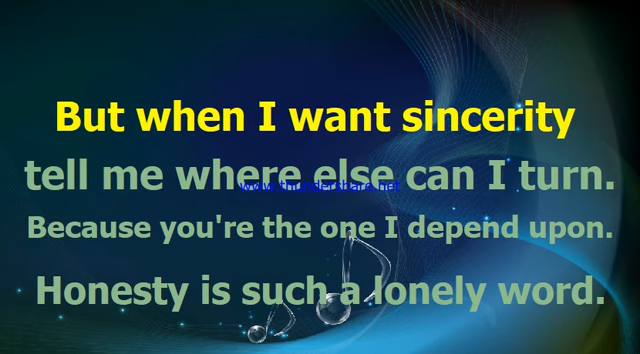 But when I want sincerity
tell me where else can I turn.
www.thundershare.net
Because you're the one I depend upon.
Honesty is such a lonely word.